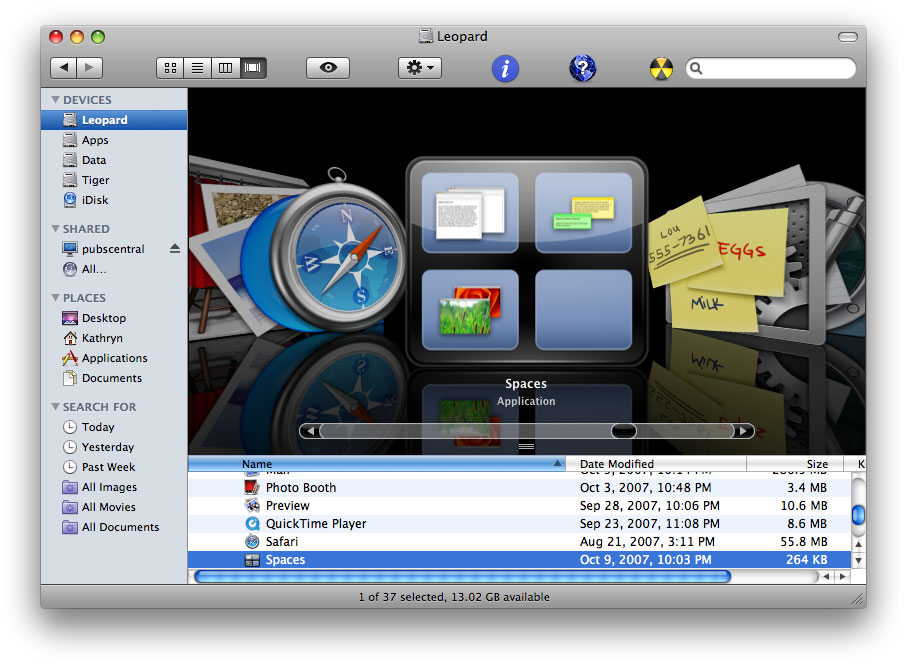 Leopard
DEVICES
Leopard
Apps
Data
Tiger
iDisk
SHARED
pubscentral
All...
PLACES
Desktop
Kathryn
Applications
Documents
SEARCH FOR
Today
Yesterday
Past Week
All Images
All Movies
All Documents
N
E
S
W
LOU
555-7361
EGGS
MILK
Spaces
Application
Name Date Modified Size K
Photo Booth Oct 3, 2007, 10:48 PM 3.4 MB
Preview Sep 28, 2007, 10:06 PM 10.6 MB
QuickTime Player Sep 23, 2007, 11:08 PM 8.6 MB
Safari Aug 21, 2007, 3:11 PM 55.8 MB
Spaces Oct 9, 2007, 10:03 PM 264 KB
1 of 37 selected, 13.02 GB available